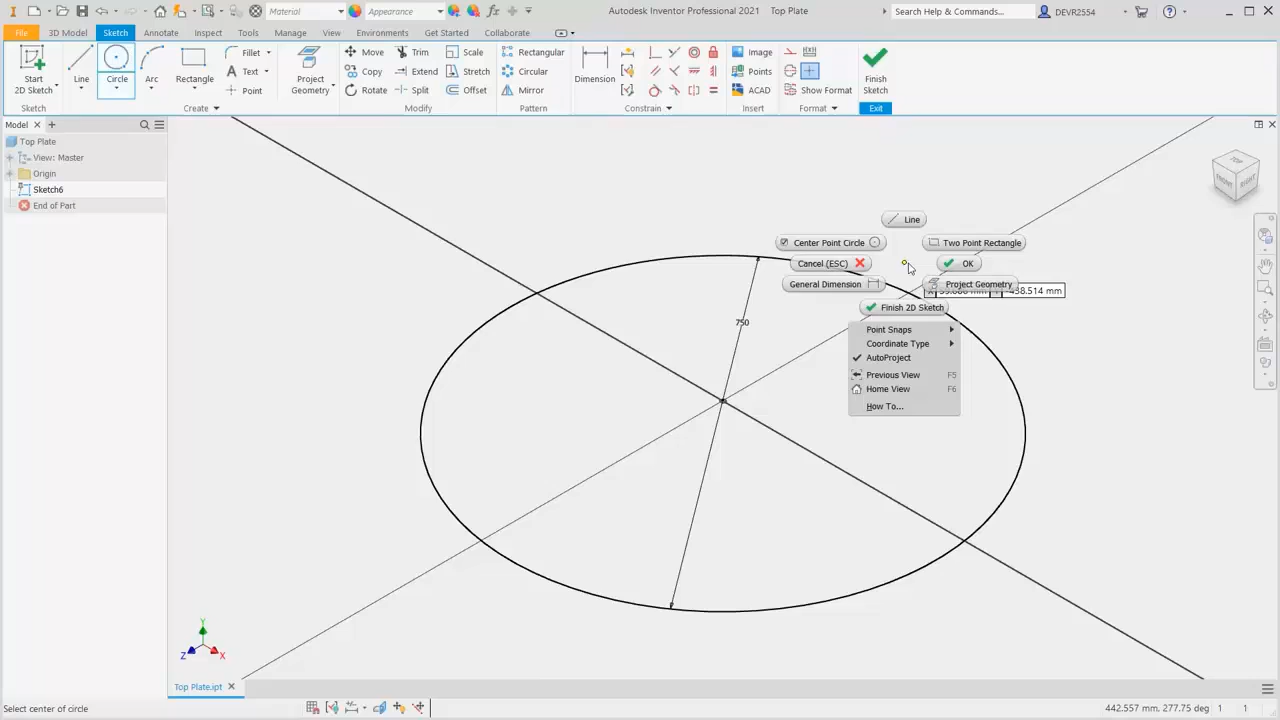 Material
Appearance
Autodesk Inventor Professional 2021 Top Plate
Search Help & Commands...
DEVR2554
File
3D Model
Sketch
Annotate
Inspect
Tools
Manage
View
Environments
Get Started
Collaborate
Start
2D Sketch
Line
Circle
Arc
Rectangle
Fillet
Text
Point
Project
Geometry
Move
Copy
Rotate
Trim
Extend
Split
Scale
Stretch
Offset
Rectangular
Circular
Mirror
Dimension
Image
Points
ACAD
Show Format
Finish
Sketch
Sketch
Create
Modify
Pattern
Constrain
Insert
Format
Exit
Model
Top Plate
View: Master
Origin
Sketch6
End of Part
TOP
FRONT
RIGHT
Line
Center Point Circle
Two Point Rectangle
Cancel (ESC)
OK
General Dimension
Project Geometry
Finish 2D Sketch
Point Snaps
Coordinate Type
AutoProject
Previous View F5
Home View F6
How To...
750
Y
Z
X
Top Plate.ipt
Select center of circle
442.557 mm, 277.75 deg 1 1